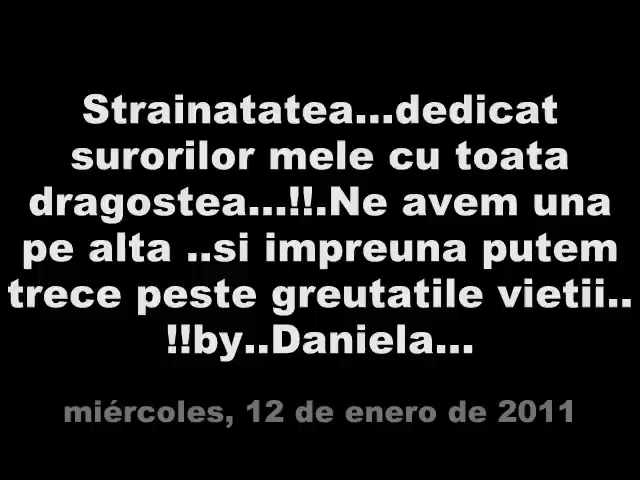 Strainatatea...dedicat
surorilor mele cu toata
dragostea...!!.Ne avem una
pe alta ..si impreuna putem
trece peste greutatile vietii..
!!by..Daniela...
miércoles, 12 de enero de 2011